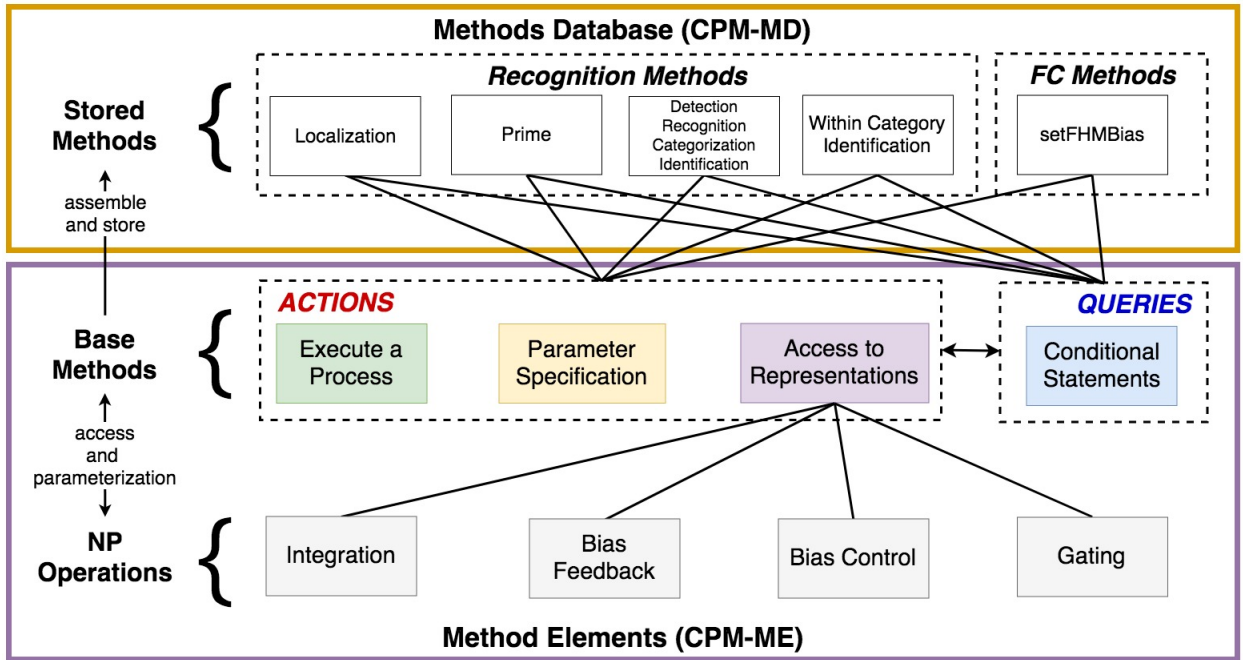 Methods Database (CPM-MD)
Recognition Methods
FC Methods
Stored
Methods
Localization
Prime
Detection
Recognition
Categorization
Identification
Within Category
Identification
setFHMBias
assemble
and store
ACTIONS
QUERIES
Base
Methods
Execute a
Process
Parameter
Specification
Access to
Representations
Conditional
Statements
access
and
parameterization
NP
Operations
Integration
Bias
Feedback
Bias Control
Gating
Method Elements (CPM-ME)